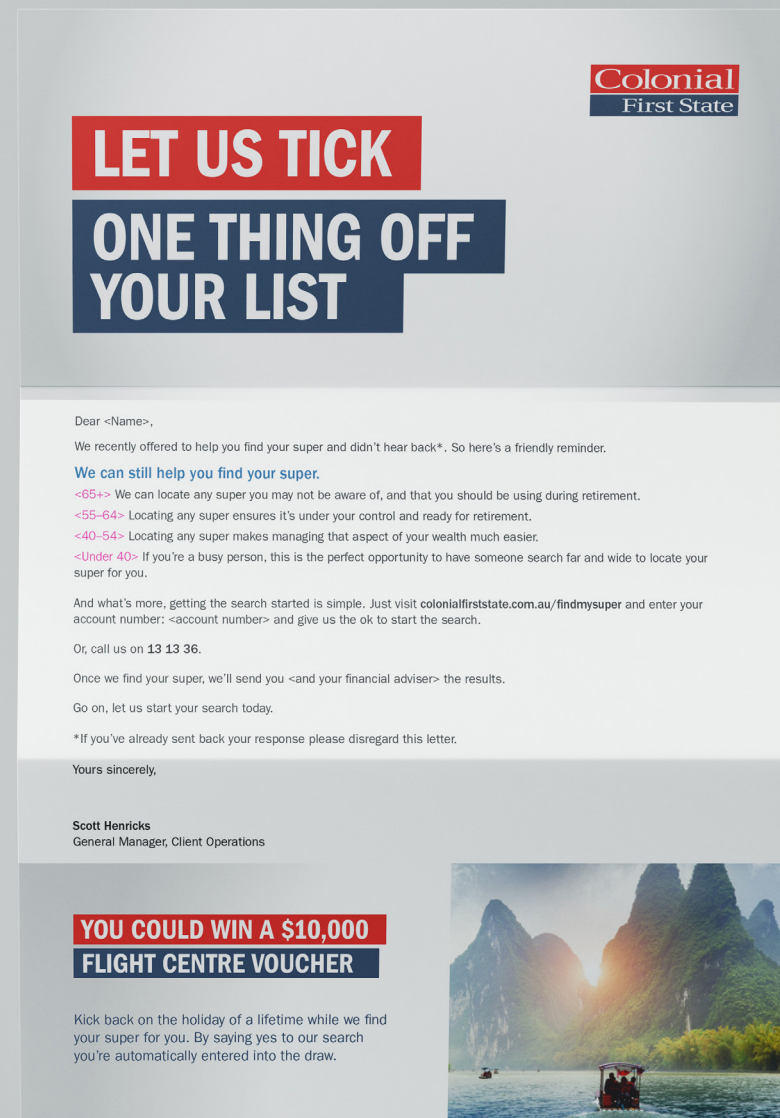 Colonial
First State
LET US TICK
ONE THING OFF
YOUR LIST
Dear <Name>,
We recently offered to help you find your super and didn't hear back*. So here's a friendly reminder.
We can still help you find your super.
<65+> We can locate any super you may not be aware of, and that you should be using during retirement.
<55–64> Locating any super ensures it's under your control and ready for retirement.
<40–54> Locating any super makes managing that aspect of your wealth much easier.
<Under 40> If you're a busy person, this is the perfect opportunity to have someone search far and wide to locate your
super for you.
And what's more, getting the search started is simple. Just visit colonialfirststate.com.au/findmysuper and enter your
account number: <account number> and give us the ok to start the search.
Or, call us on 13 13 36.
Once we find your super, we'll send you <and your financial adviser> the results.
Go on, let us start your search today.
*If you've already sent back your response please disregard this letter.
Yours sincerely,
Scott Henricks
General Manager, Client Operations
YOU COULD WIN A $10,000
FLIGHT CENTRE VOUCHER
Kick back on the holiday of a lifetime while we find
your super for you. By saying yes to our search
you're automatically entered into the draw.